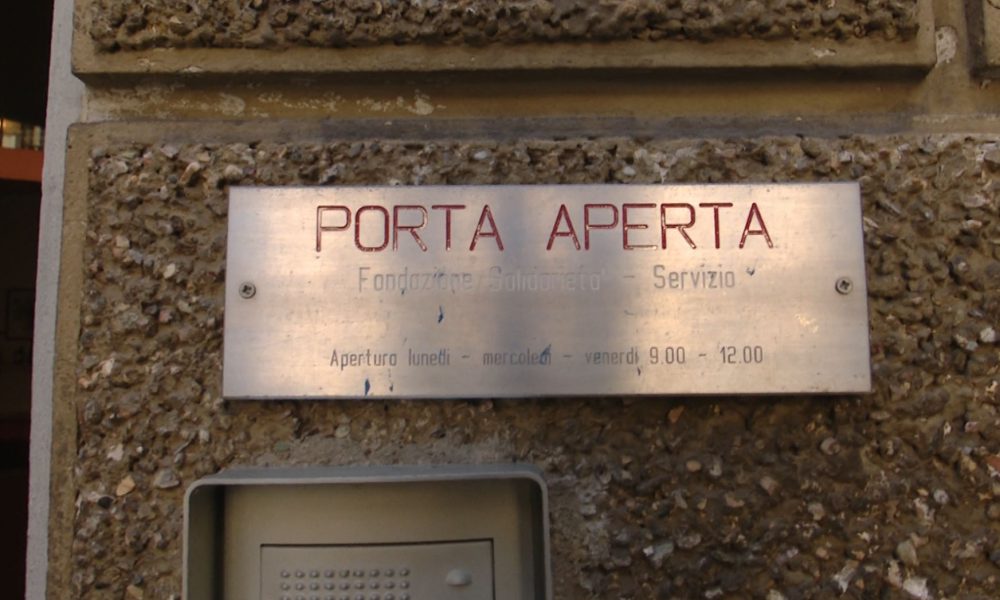 PORTA APERTA
Fondazione Solidarieta' - Servizio
Apertura lunedi - mercoledi - venerdi 9.00 - 12.00